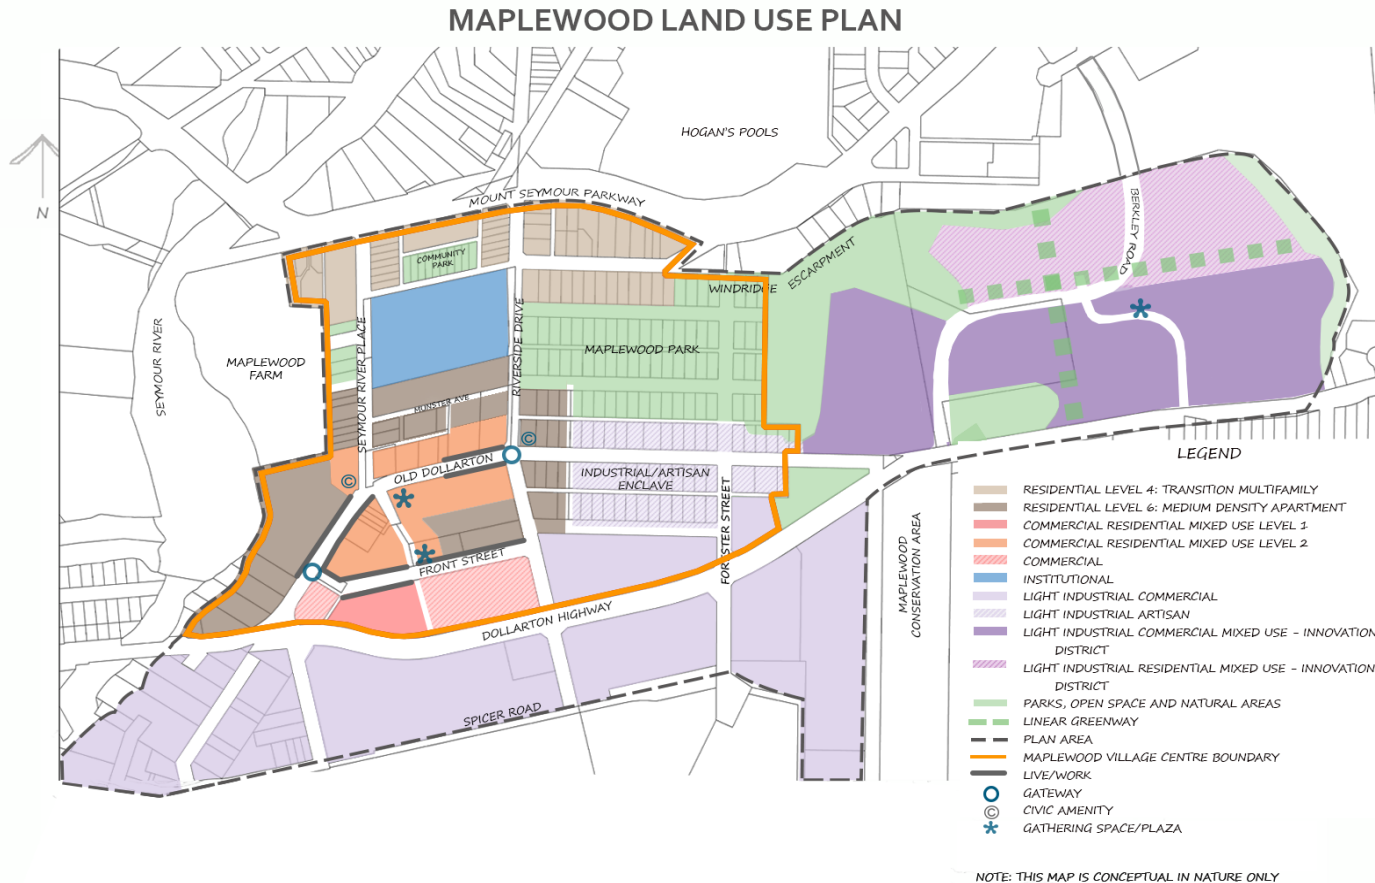 MAPLEWOOD LAND USE PLAN
HOGAN'S POOLS
N
MOUNT SEYMOUR PARKWAY
BERKLEY ROAD
COMMUNITY
PARK
ESCARPMENT
WINDRIDGE
SEYMOUR RIVER
MAPLEWOOD
FARM
SEYMOUR RIVER PLACE
RIVERSIDE DRIVE
MAPLEWOOD PARK
MUNSTER AVE
OLD DOLLARTON
©
©
INDUSTRIAL/ARTISAN
ENCLAVE
FORESTER STREET
FRONT STREET
DOLLARTON HIGHWAY
SPICER ROAD
MAPLEWOOD
CONSERVATION AREA
LEGEND
RESIDENTIAL LEVEL 4: TRANSITION MULTIFAMILY
RESIDENTIAL LEVEL 6: MEDIUM DENSITY APARTMENT
COMMERCIAL RESIDENTIAL MIXED USE LEVEL 1
COMMERCIAL RESIDENTIAL MIXED USE LEVEL 2
COMMERCIAL
INSTITUTIONAL
LIGHT INDUSTRIAL COMMERCIAL
LIGHT INDUSTRIAL ARTISAN
LIGHT INDUSTRIAL COMMERCIAL MIXED USE - INNOVATION
DISTRICT
LIGHT INDUSTRIAL RESIDENTIAL MIXED USE - INNOVATION
DISTRICT
PARKS, OPEN SPACE AND NATURAL AREAS
LINEAR GREENWAY
PLAN AREA
MAPLEWOOD VILLAGE CENTRE BOUNDARY
LIVE/WORK
GATEWAY
© CIVIC AMENITY
GATHERING SPACE/PLAZA
NOTE: THIS MAP IS CONCEPTUAL IN NATURE ONLY